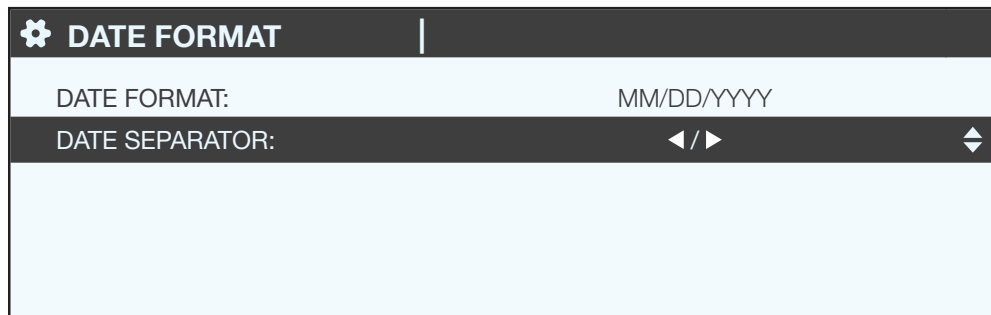 DATE FORMAT
DATE FORMAT: MM/DD/YYYY
DATE SEPARATOR: /